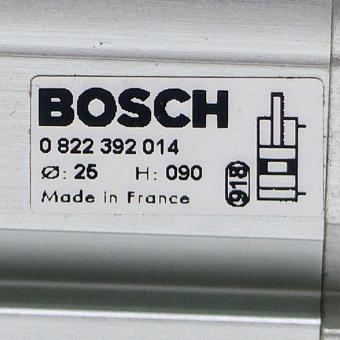 BOSCH
0 822 392 014
Ø: 25 H: 090
Made in France
918